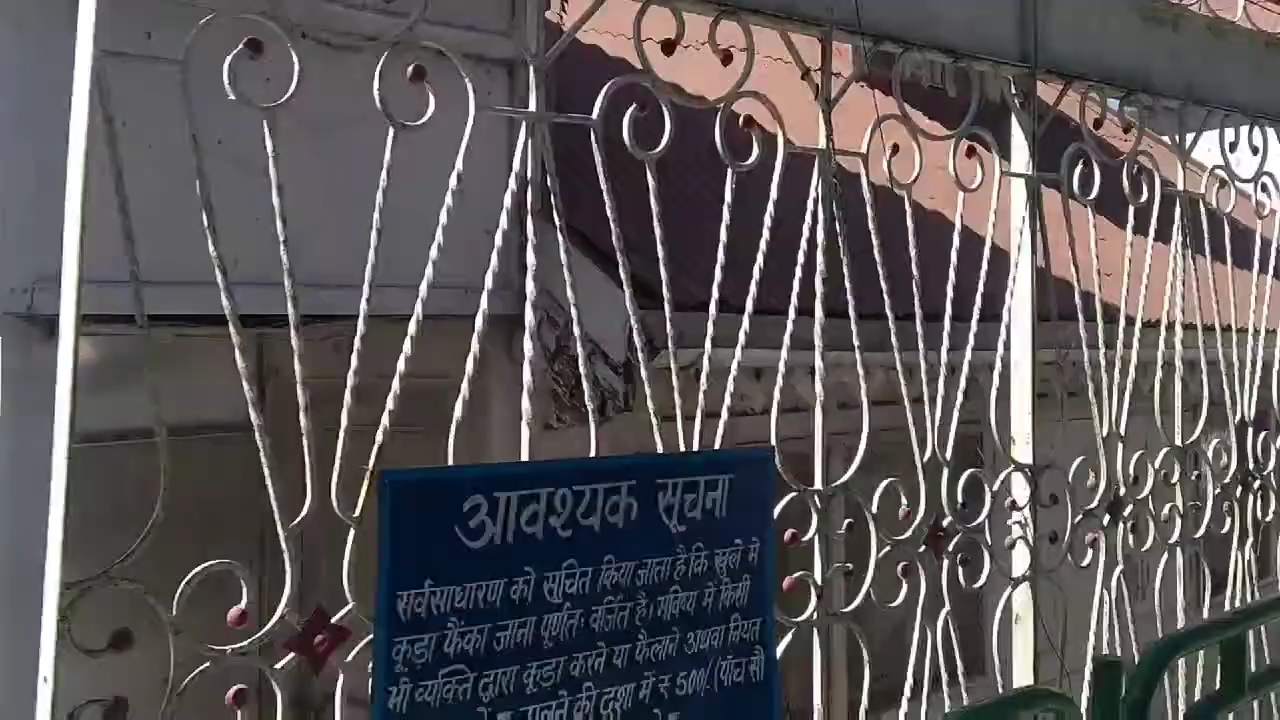 आवश्यक सूचना
सर्वसाधारण को सूचित किया जाता है कि खुले में
कूड़ा फैंका जाना पूर्णतः वर्जित है। भविष्य में किसी
भी व्यक्ति द्वारा कूड़ा करने या फैलाने अथवा नियत
डालने की दशा में ₹ 500/- (पाँच सौ